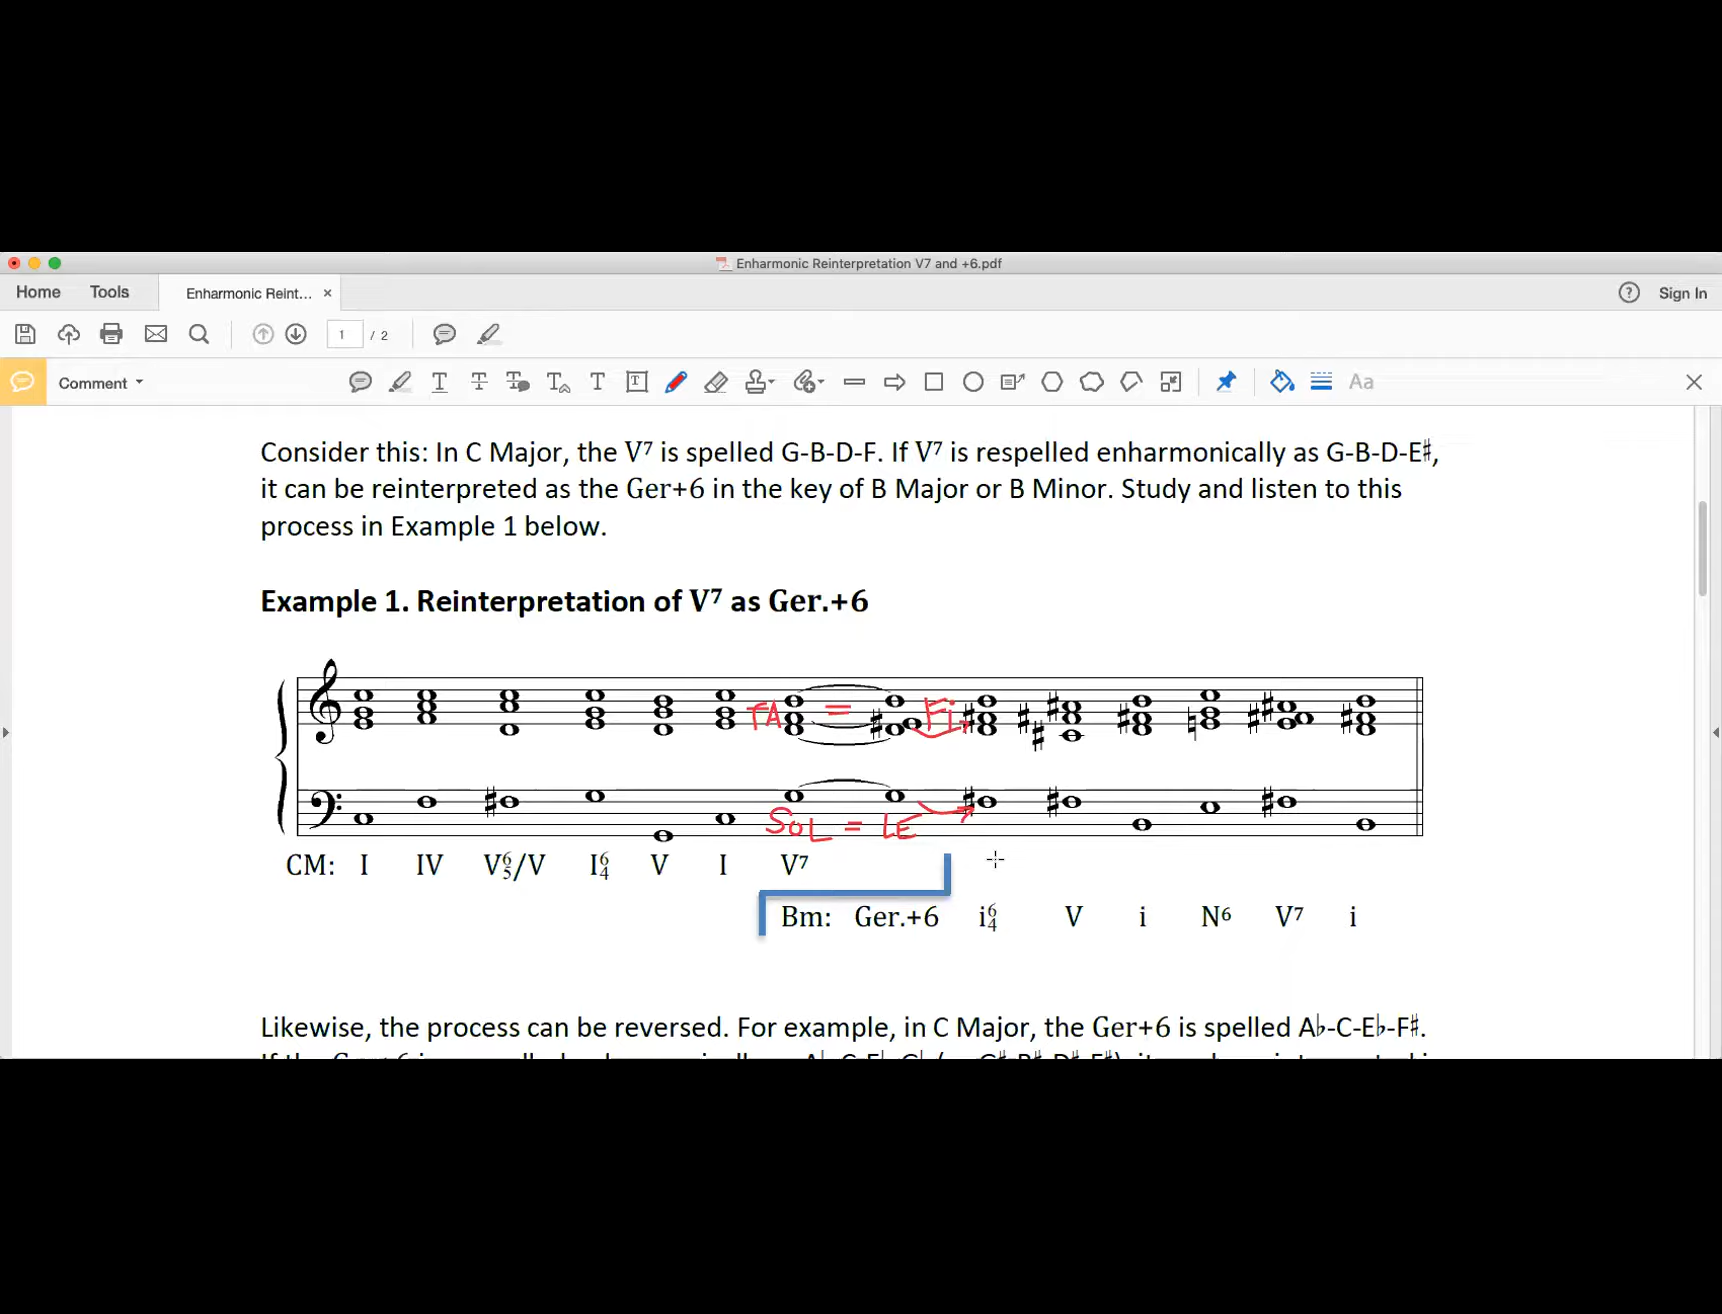 Enharmonic Reinterpretation V7 and +6.pdf
Home Tools Enharmonic Reint... × ? Sign In
1 / 2
Comment Aa
Consider this: In C Major, the V⁷ is spelled G-B-D-F. If V⁷ is respelled enharmonically as G-B-D-E♯,
it can be reinterpreted as the Ger+6 in the key of B Major or B Minor. Study and listen to this
process in Example 1 below.
Example 1. Reinterpretation of V⁷ as Ger.+6
FA = Fi
SOL = LE
CM: I IV V⁶₅/V I⁶₄ V I V⁷
Bm: Ger.+6 i⁶₄ V i N⁶ V⁷ i
Likewise, the process can be reversed. For example, in C Major, the Ger+6 is spelled A♭-C-E♭-F♯.